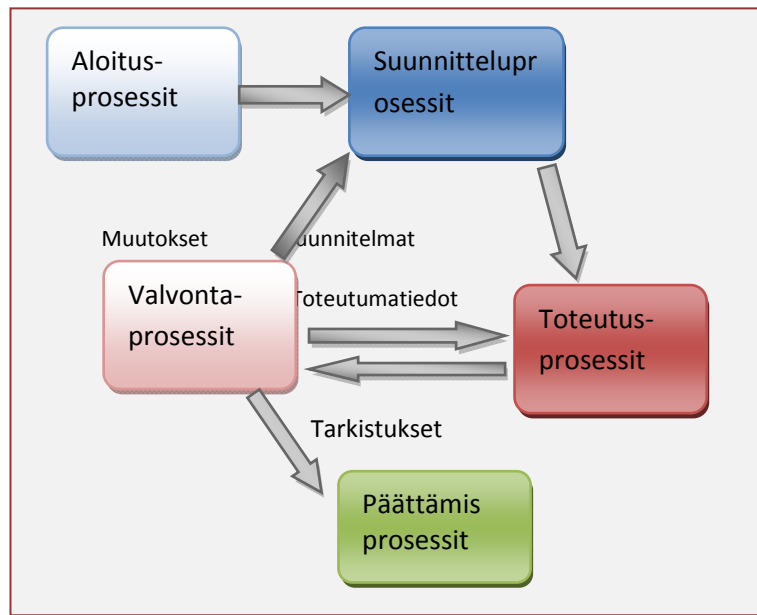 Aloitus-
prosessit
Suunnittelupr
osessit
Muutokset
uunnitelmat
Valvonta-
prosessit
Toteutumatiedot
Toteutus-
prosessit
Tarkistukset
Päättämis
prosessit